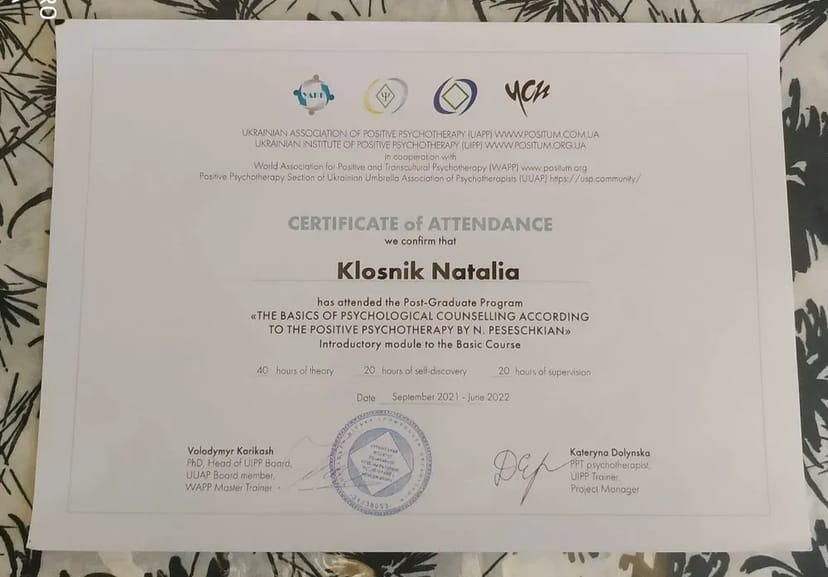 RO
WAPP
Ψ
УСП
UKRAINIAN ASSOCIATION OF POSITIVE PSYCHOTHERAPY (UAPP) WWW.POSITUM.COM.UA
UKRAINIAN INSTITUTE OF POSITIVE PSYCHOTHERAPY (UIPP) WWW.POSITUM.ORG.UA
in cooperation with
World Association for Positive and Transcultural Psychotherapy (WAPP) www.positum.org
Positive Psychotherapy Section of Ukrainian Umbrella Association of Psychotherapists (UUAP) https://usp.community/
CERTIFICATE of ATTENDANCE
we confirm that
Klosnik Natalia
has attended the Post-Graduate Program
«THE BASICS OF PSYCHOLOGICAL COUNSELLING ACCORDING
TO THE POSITIVE PSYCHOTHERAPY BY N. PESESCHKIAN»
Introductory module to the Basic Course
40 hours of theory 20 hours of self-discovery 20 hours of supervision
Date September 2021 - June 2022
Volodymyr Karikash
PhD, Head of UIPP Board,
UUAP Board member,
WAPP Master Trainer
Kateryna Dolynska
PPT psychotherapist,
UIPP Trainer,
Project Manager